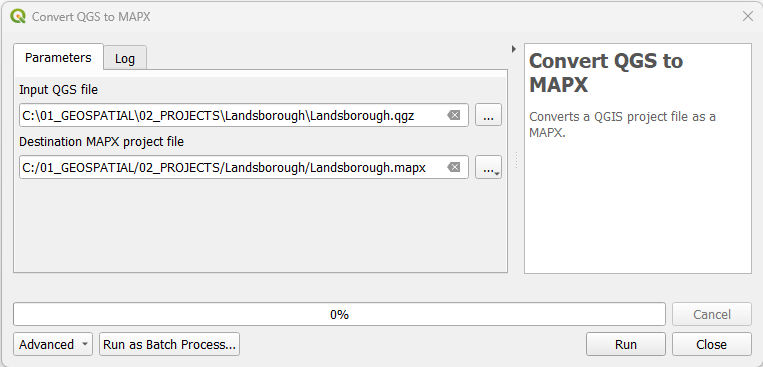 Convert QGS to MAPX
Parameters
Log
Input QGS file
C:\01_GEOSPATIAL\02_PROJECTS\Landsborough\Landsborough.qgz
...
Destination MAPX project file
C:/01_GEOSPATIAL/02_PROJECTS/Landsborough/Landsborough.mapx
...
Convert QGS to
MAPX
Converts a QGIS project file as a
MAPX.
0%
Cancel
Advanced
Run as Batch Process...
Run
Close